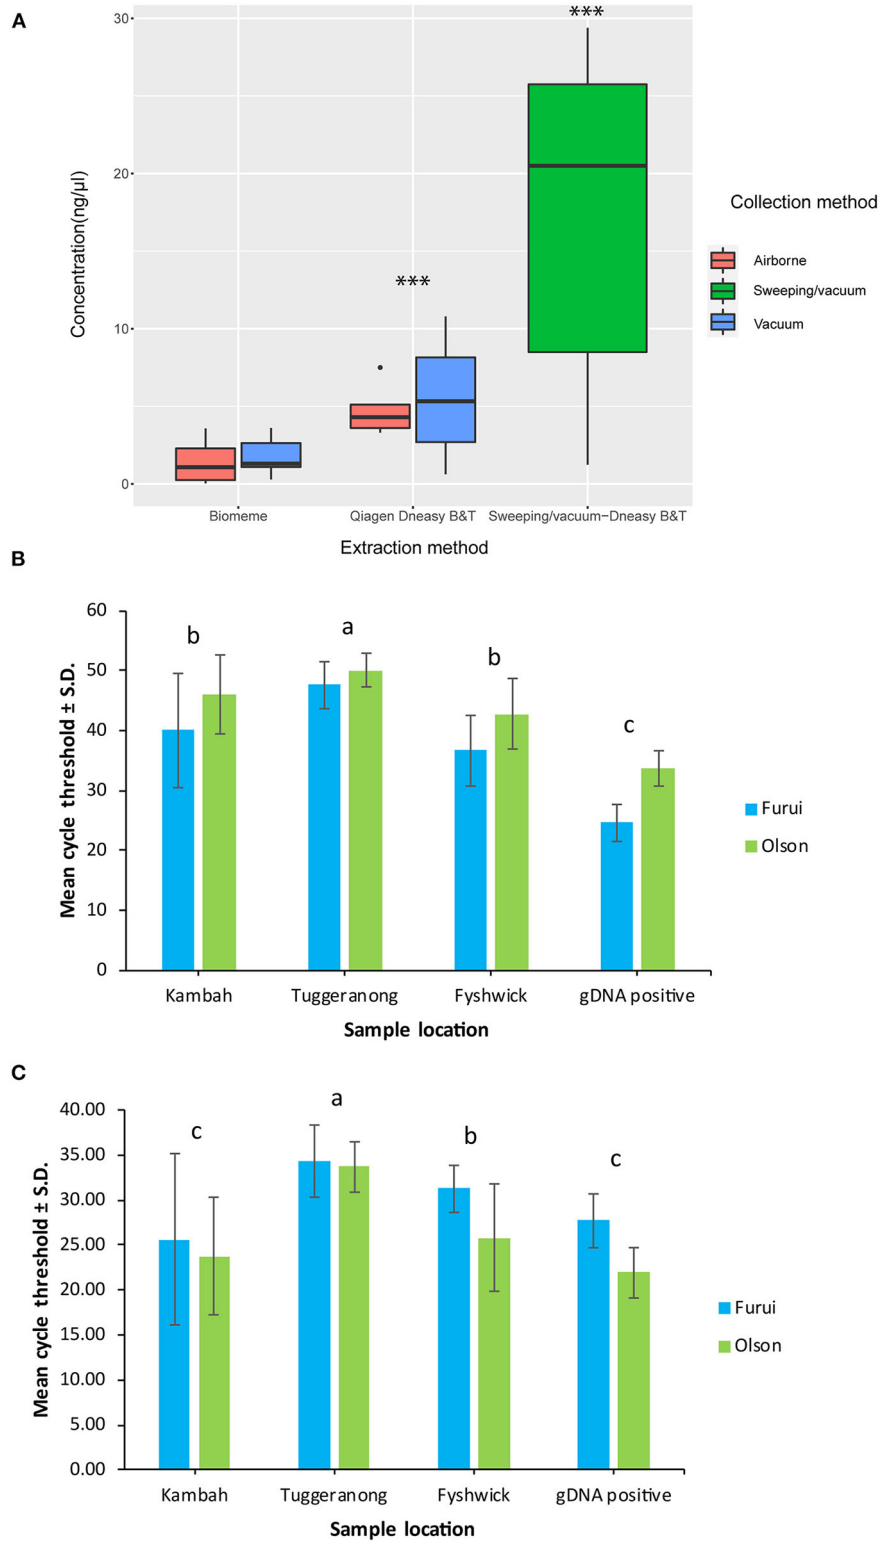 A
***
***
30
20
10
0
Concentration(ng/µl)
Biomeme
Qiagen Dneasy B&T
Sweeping/vacuum−Dneasy B&T
Extraction method
Collection method
Airborne
Sweeping/vacuum
Vacuum
B
60
50
40
30
20
10
0
Mean cycle threshold ± S.D.
b
a
b
c
Kambah
Tuggeranong
Fyshwick
gDNA positive
Sample location
Furui
Olson
C
40.00
35.00
30.00
25.00
20.00
15.00
10.00
5.00
0.00
Mean cycle threshold ± S.D.
c
a
b
c
Kambah
Tuggeranong
Fyshwick
gDNA positive
Sample location
Furui
Olson